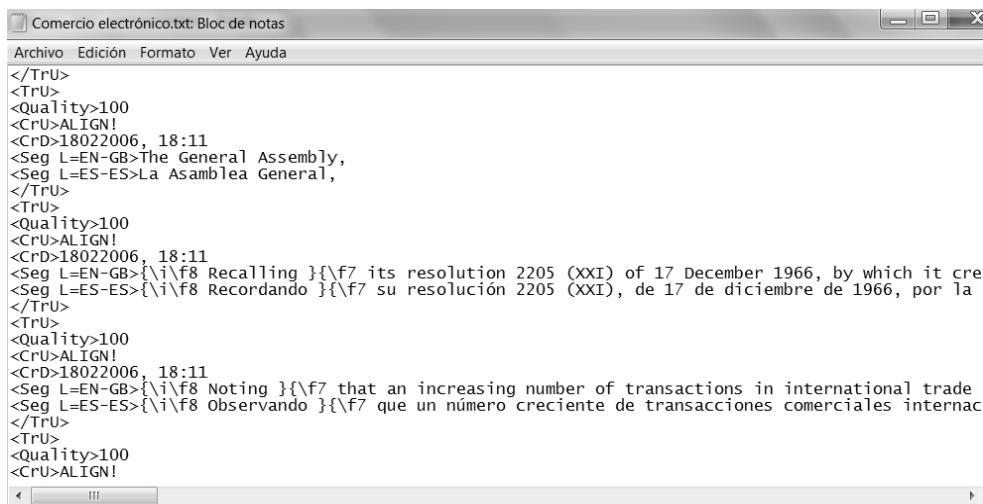 Comercio electrónico.txt: Bloc de notas
Archivo Edición Formato Ver Ayuda
</TrU>
<TrU>
<Quality>100
<CrU>ALIGN!
<CrD>18022006, 18:11
<Seg L=EN-GB>The General Assembly,
<Seg L=ES-ES>La Asamblea General,
</TrU>
<TrU>
<Quality>100
<CrU>ALIGN!
<CrD>18022006, 18:11
<Seg L=EN-GB>{\i\f8 Recalling }{\f7 its resolution 2205 (XXI) of 17 December 1966, by which it cre
<Seg L=ES-ES>{\i\f8 Recordando }{\f7 su resolución 2205 (XXI), de 17 de diciembre de 1966, por la
</TrU>
<TrU>
<Quality>100
<CrU>ALIGN!
<CrD>18022006, 18:11
<Seg L=EN-GB>{\i\f8 Noting }{\f7 that an increasing number of transactions in international trade
<Seg L=ES-ES>{\i\f8 Observando }{\f7 que un número creciente de transacciones comerciales internac
</TrU>
<TrU>
<Quality>100
<CrU>ALIGN!